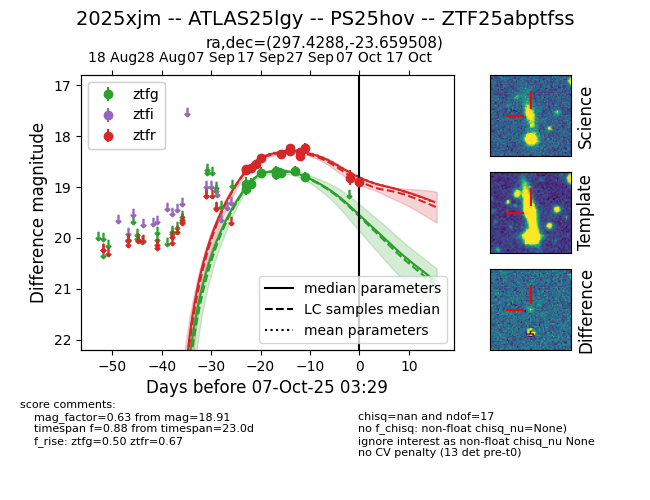 2025xjm -- ATLAS25lgy -- PS25hov -- ZTF25abptfss
ra,dec=(297.4288,-23.659508)
18 Aug 28 Aug 07 Sep 17 Sep 27 Sep 07 Oct 17 Oct
17
18
19
20
21
22
Difference magnitude
ztfg
ztfi
ztfr
median parameters
LC samples median
mean parameters
−50 −40 −30 −20 −10 0 10
Days before 07-Oct-25 03:29
Science
Template
Difference
score comments:
mag_factor=0.63 from mag=18.91
timespan f=0.88 from timespan=23.0d
f_rise: ztfg=0.50 ztfr=0.67
chisq=nan and ndof=17
no f_chisq: non-float chisq_nu=None)
ignore interest as non-float chisq_nu None
no CV penalty (13 det pre-t0)